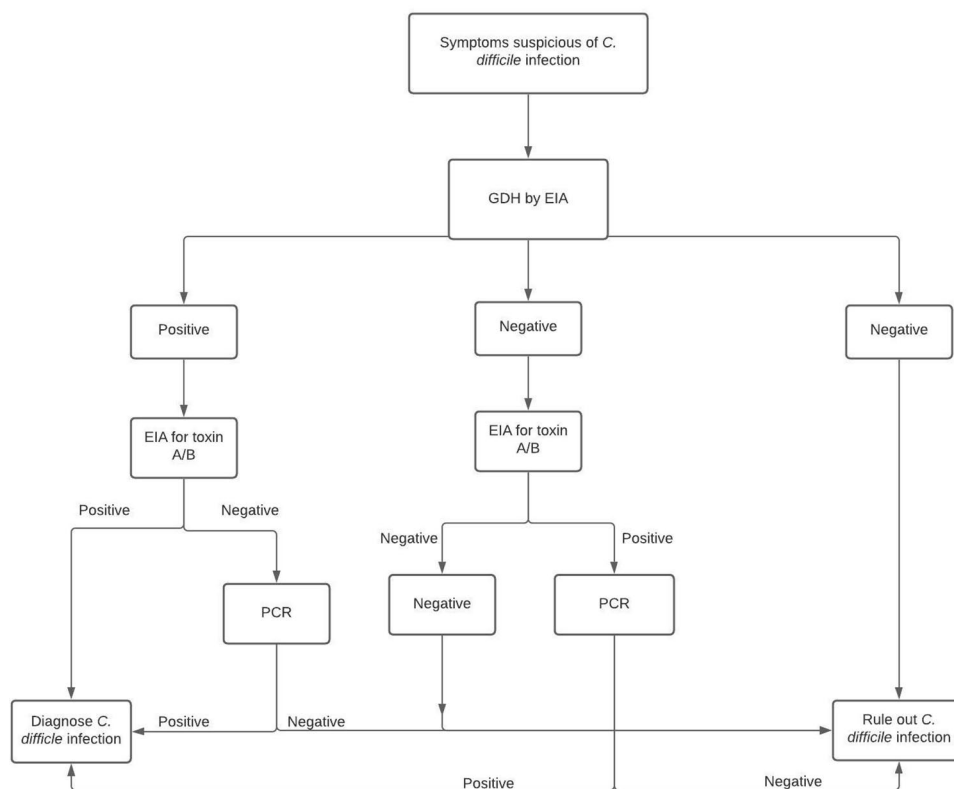 Symptoms suspicious of C.
difficile infection
GDH by EIA
Positive
Negative
Negative
EIA for toxin
A/B
EIA for toxin
A/B
Positive
Negative
Negative
Positive
PCR
Negative
PCR
Diagnose C.
difficle infection
Positive
Negative
Rule out C.
difficile infection
Positive
Negative